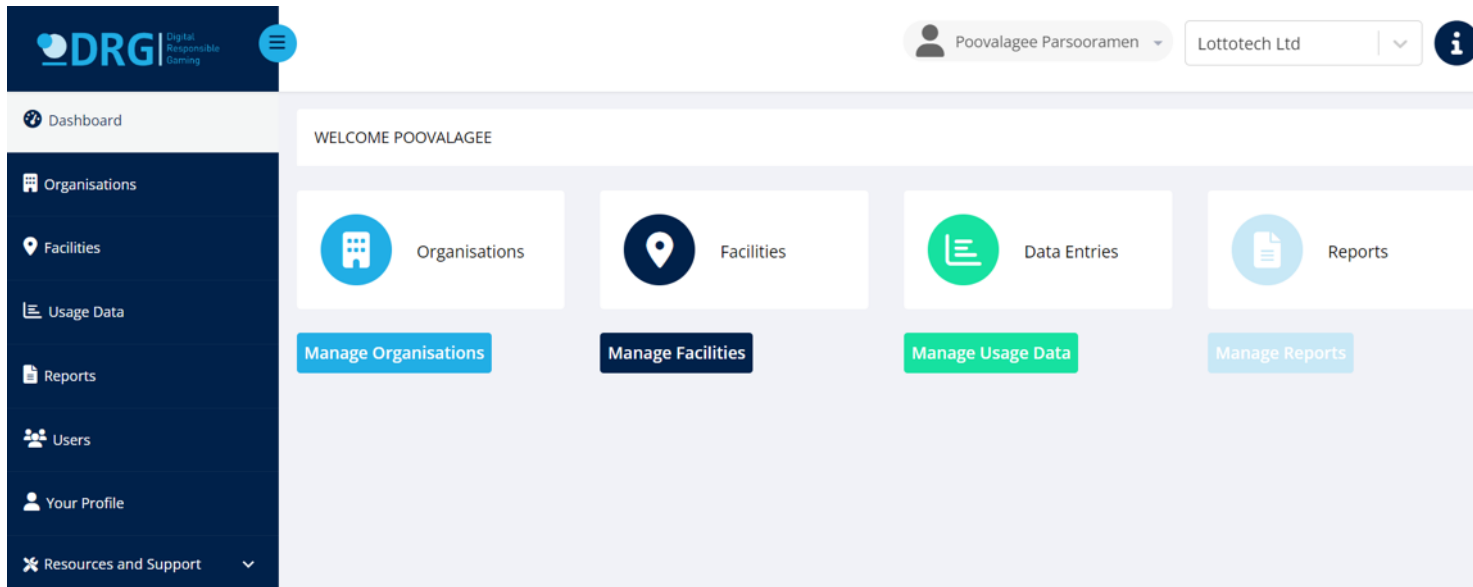 DRG
Digital
Responsible
Gaming
Poovalagee Parsooramen
Lottotech Ltd
i
Dashboard
Organisations
Facilities
Usage Data
Reports
Users
Your Profile
Resources and Support
WELCOME POOVALAGEE
Organisations
Facilities
Data Entries
Reports
Manage Organisations
Manage Facilities
Manage Usage Data
Manage Reports